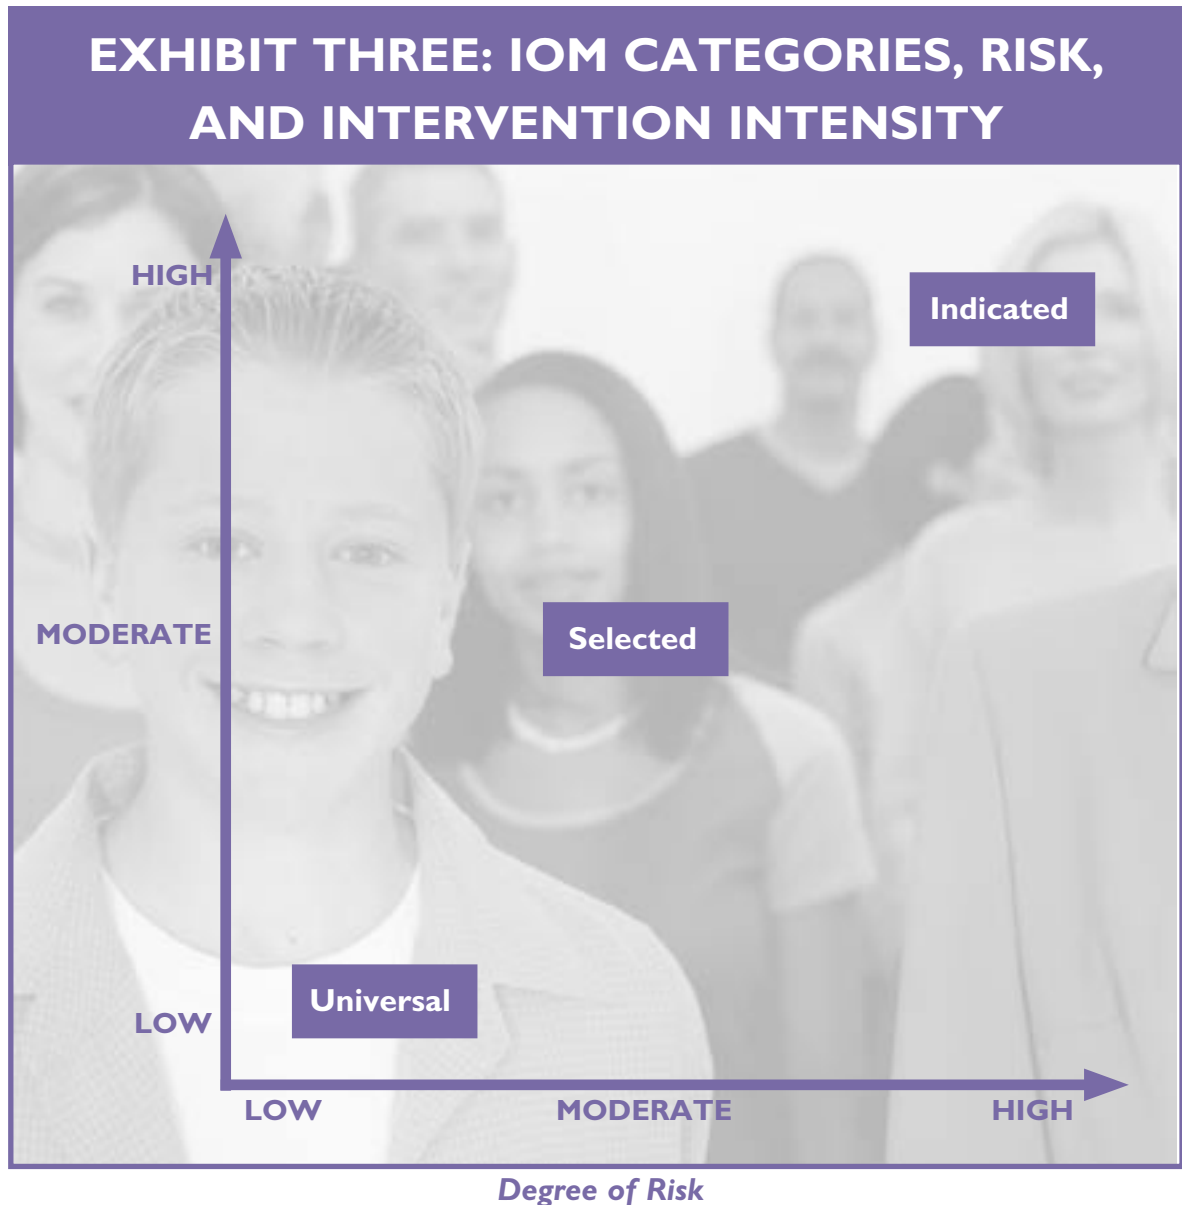 EXHIBIT THREE: IOM CATEGORIES, RISK,
AND INTERVENTION INTENSITY
HIGH
Indicated
MODERATE
Selected
Universal
LOW
LOW MODERATE HIGH
Degree of Risk